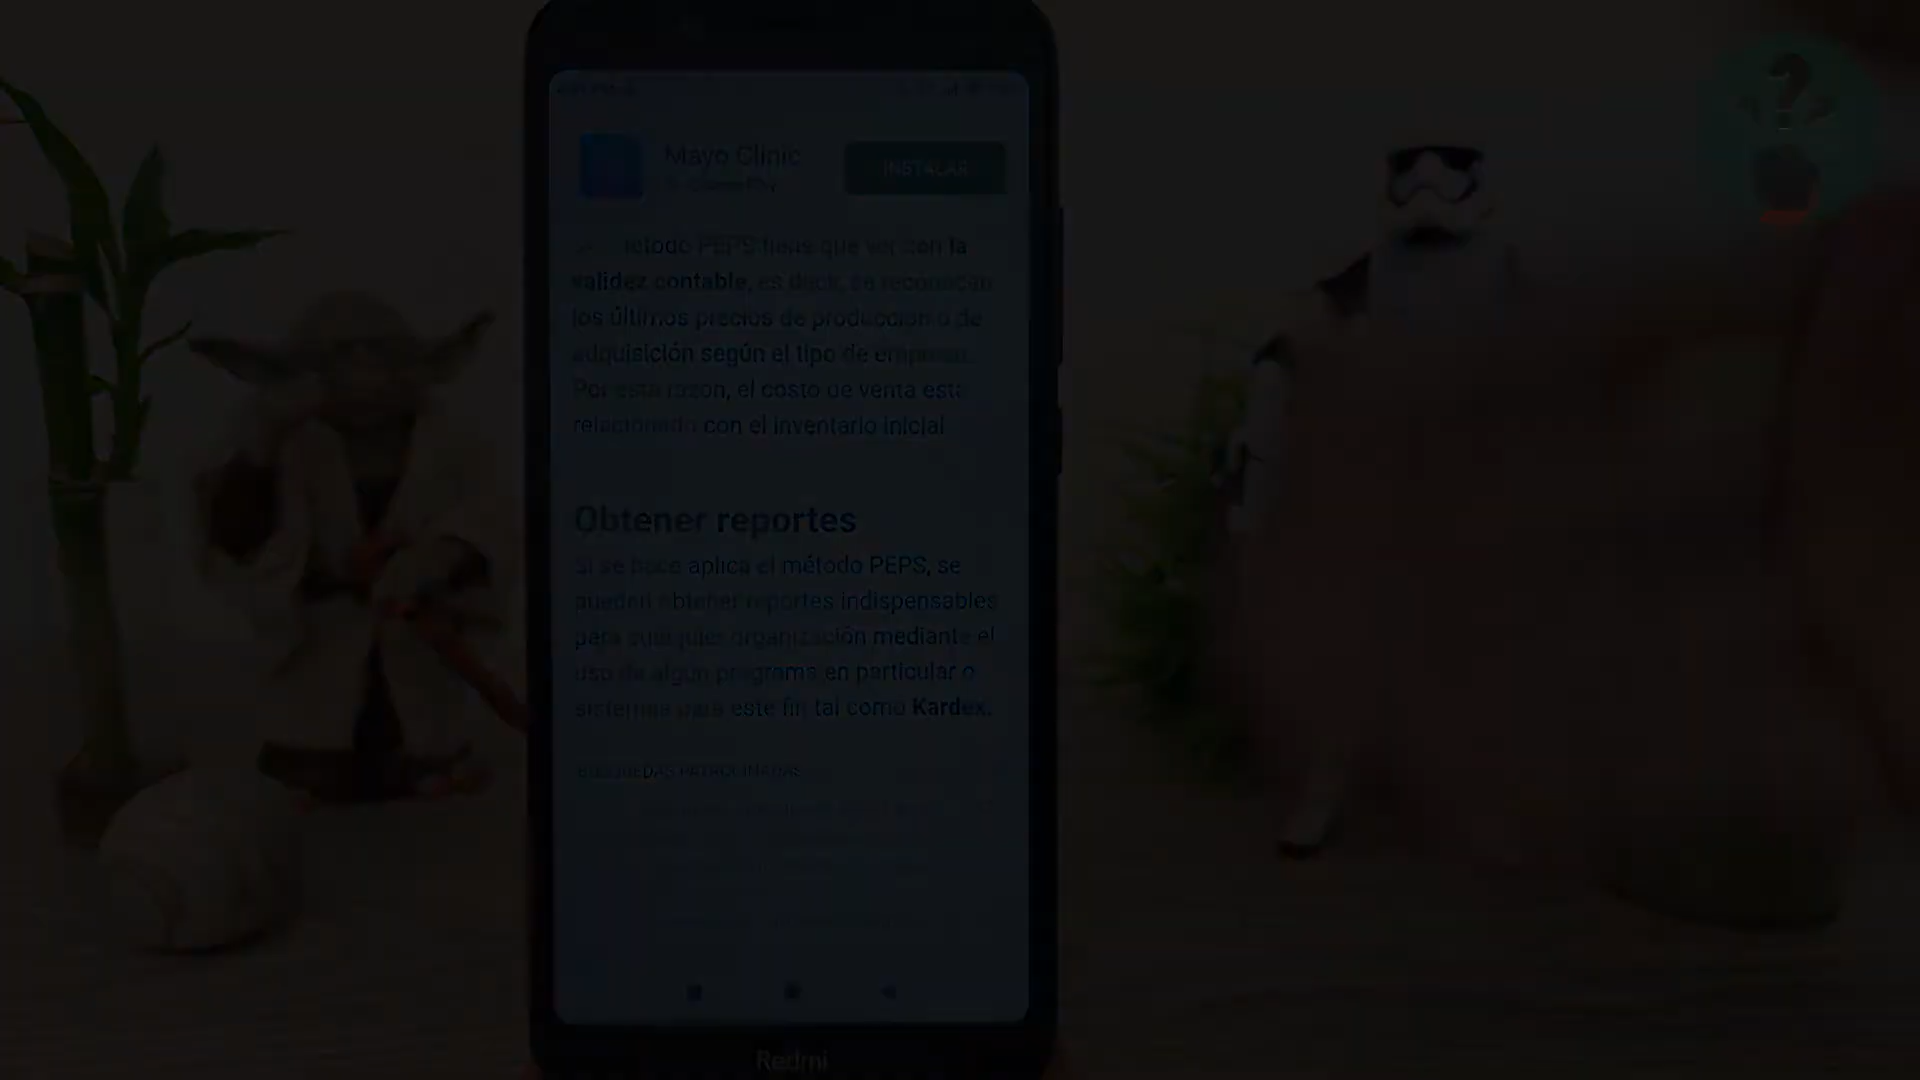 Mayo Clinic
INSTALAR
método PEPS tiene que ver con la
validez contable, es decir, se reconocen
los últimos precios de producción o de
adquisición según el tipo de empresa.
Por esta razón, el costo de venta está
relacionado con el inventario inicial
Obtener reportes
Si se hace aplica el método PEPS, se
pueden obtener reportes indispensables
para cualquier organización mediante el
uso de algún programa en particular o
sistemas para este fin tal como Kardex.
BÚSQUEDAS PATROCINADAS
Redmi